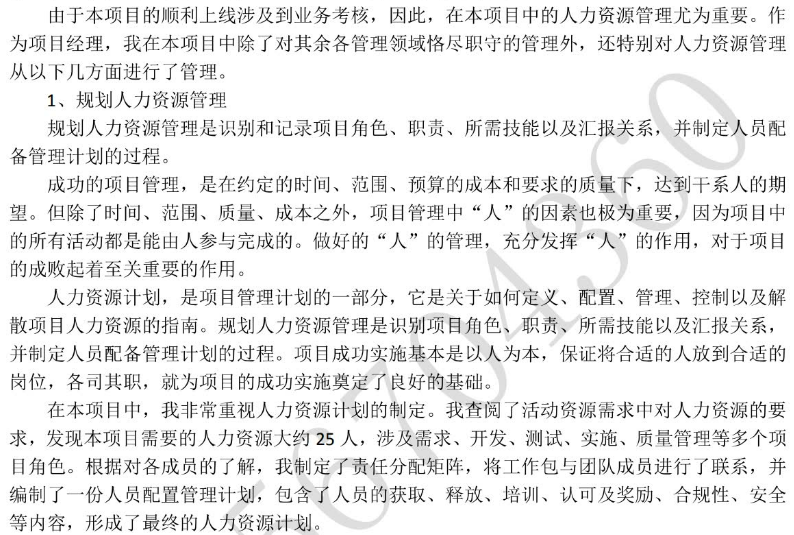 由于本项目的顺利上线涉及到业务考核，因此，在本项目中的人力资源管理尤为重要。作
为项目经理，我在本项目中除了对其余各管理领域恪尽职守的管理外，还特别对人力资源管理
从以下几方面进行了管理。
1、规划人力资源管理
规划人力资源管理是识别和记录项目角色、职责、所需技能以及汇报关系，并制定人员配
备管理计划的过程。
成功的项目管理，是在约定的时间、范围、预算的成本和要求的质量下，达到干系人的期
望。但除了时间、范围、质量、成本之外，项目管理中“人”的因素也极为重要，因为项目中
的所有活动都是能由人参与完成的。做好的“人”的管理，充分发挥“人”的作用，对于项目
的成败起着至关重要的作用。
人力资源计划，是项目管理计划的一部分，它是关于如何定义、配置、管理、控制以及解
散项目人力资源的指南。规划人力资源管理是识别项目角色、职责、所需技能以及汇报关系，
并制定人员配备管理计划的过程。项目成功实施基本是以人为本，保证将合适的人放到合适的
岗位，各司其职，就为项目的成功实施奠定了良好的基础。
在本项目中，我非常重视人力资源计划的制定。我查阅了活动资源需求中对人力资源的要
求，发现本项目需要的人力资源大约 25 人，涉及需求、开发、测试、实施、质量管理等多个项
目角色。根据对各成员的了解，我制定了责任分配矩阵，将工作包与团队成员进行了联系，并
编制了一份人员配置管理计划，包含了人员的获取、释放、培训、认可及奖励、合规性、安全
等内容，形成了最终的人力资源计划。
56704360